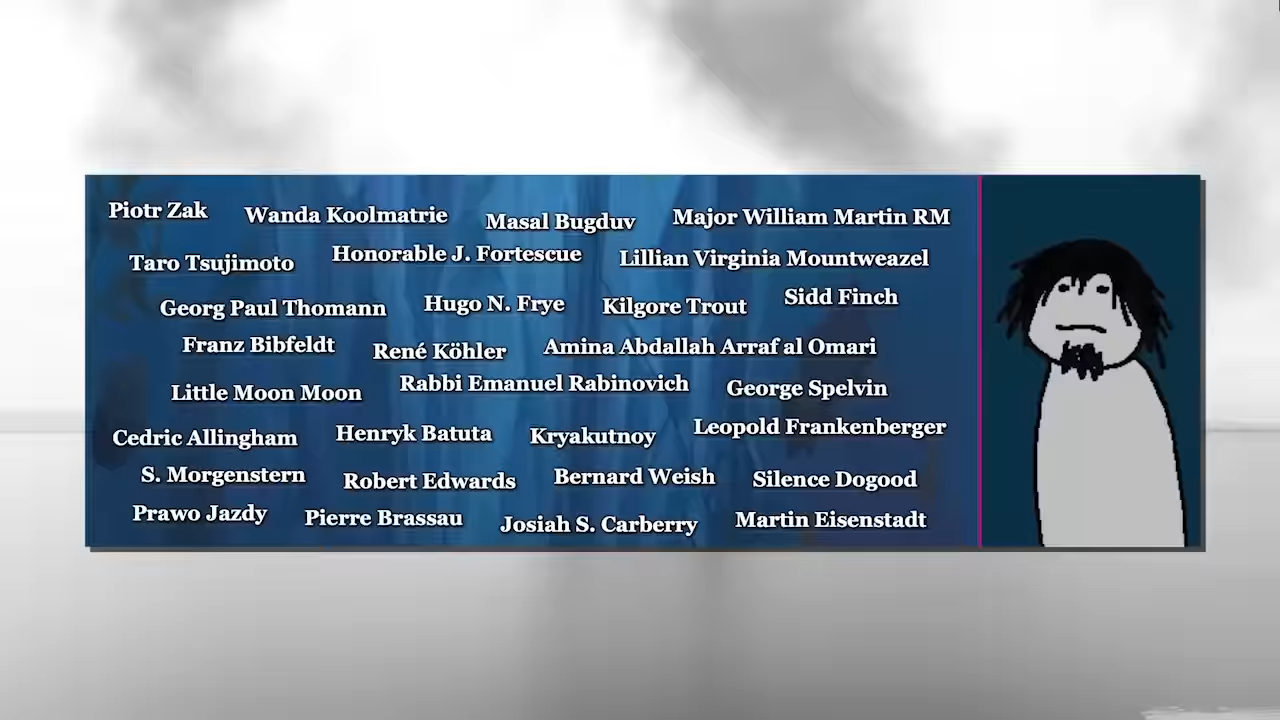 Piotr Zak Wanda Koolmatrie Masal Bugduv Major William Martin RM
Taro Tsujimoto Honorable J. Fortescue Lillian Virginia Mountweazel
Georg Paul Thomann Hugo N. Frye Kilgore Trout Sidd Finch
Franz Bibfeldt René Köhler Amina Abdallah Arraf al Omari
Little Moon Moon Rabbi Emanuel Rabinovich George Spelvin
Cedric Allingham Henryk Batuta Kryakutnoy Leopold Frankenberger
S. Morgenstern Robert Edwards Bernard Weish Silence Dogood
Prawo Jazdy Pierre Brassau Josiah S. Carberry Martin Eisenstadt